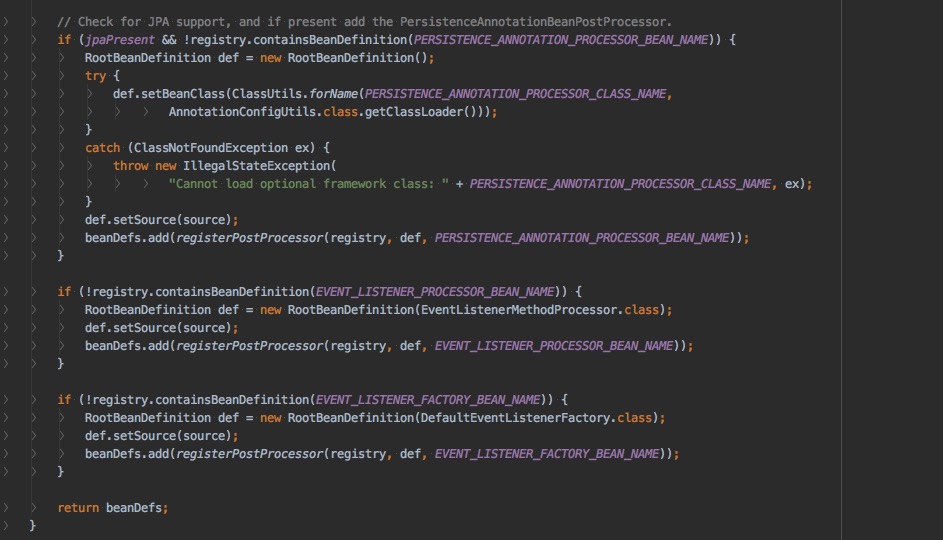 // Check for JPA support, and if present add the PersistenceAnnotationBeanPostProcessor.
if (jpaPresent && !registry.containsBeanDefinition(PERSISTENCE_ANNOTATION_PROCESSOR_BEAN_NAME)) {
RootBeanDefinition def = new RootBeanDefinition();
try {
def.setBeanClass(ClassUtils.forName(PERSISTENCE_ANNOTATION_PROCESSOR_CLASS_NAME,
AnnotationConfigUtils.class.getClassLoader()));
}
catch (ClassNotFoundException ex) {
throw new IllegalStateException(
"Cannot load optional framework class: " + PERSISTENCE_ANNOTATION_PROCESSOR_CLASS_NAME, ex);
}
def.setSource(source);
beanDefs.add(registerPostProcessor(registry, def, PERSISTENCE_ANNOTATION_PROCESSOR_BEAN_NAME));
}
if (!registry.containsBeanDefinition(EVENT_LISTENER_PROCESSOR_BEAN_NAME)) {
RootBeanDefinition def = new RootBeanDefinition(EventListenerMethodProcessor.class);
def.setSource(source);
beanDefs.add(registerPostProcessor(registry, def, EVENT_LISTENER_PROCESSOR_BEAN_NAME));
}
if (!registry.containsBeanDefinition(EVENT_LISTENER_FACTORY_BEAN_NAME)) {
RootBeanDefinition def = new RootBeanDefinition(DefaultEventListenerFactory.class);
def.setSource(source);
beanDefs.add(registerPostProcessor(registry, def, EVENT_LISTENER_FACTORY_BEAN_NAME));
}
return beanDefs;
}